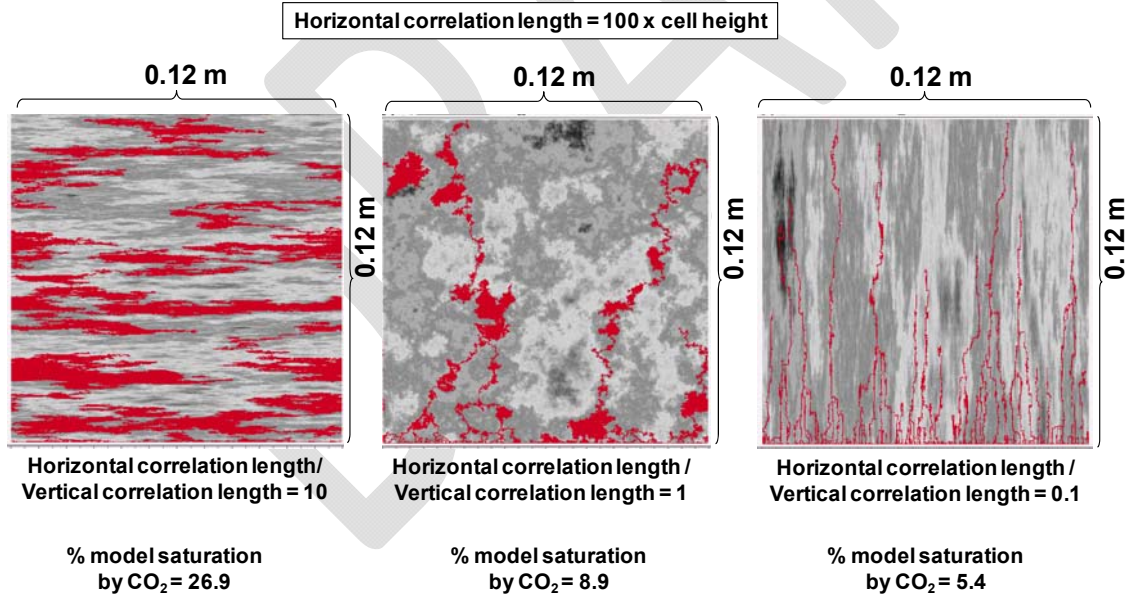 Horizontal correlation length = 100 x cell height
0.12 m
0.12 m
0.12 m
0.12 m
0.12 m
0.12 m
Horizontal correlation length/
Vertical correlation length = 10
Horizontal correlation length /
Vertical correlation length = 1
Horizontal correlation length /
Vertical correlation length = 0.1
% model saturation
by CO₂ = 26.9
% model saturation
by CO₂ = 8.9
% model saturation
by CO₂ = 5.4